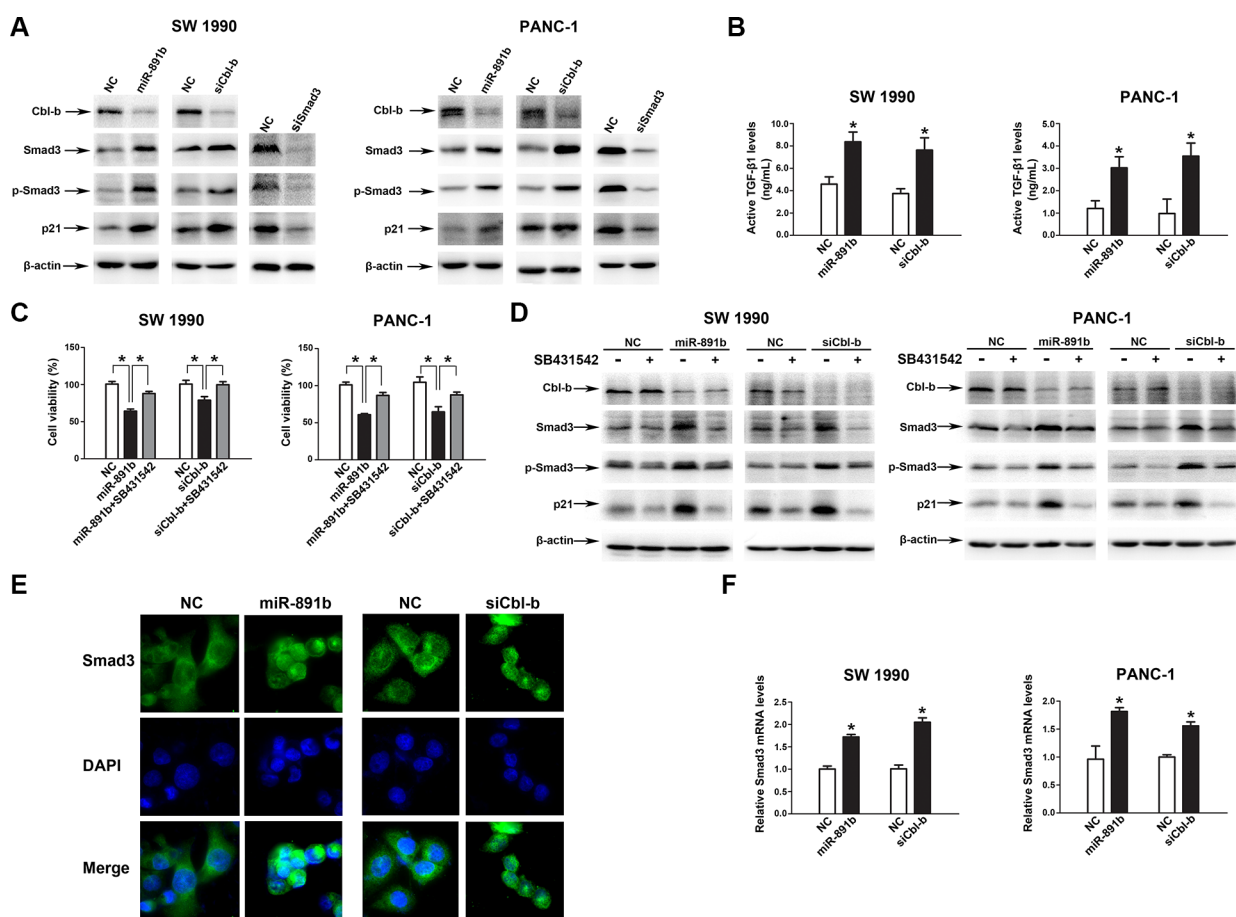 A
SW 1990
NC
miR-891b
NC
siCbl-b
NC
siSmad3
Cbl-b
Smad3
p-Smad3
p21
β-actin
PANC-1
NC
miR-891b
NC
siCbl-b
NC
siSmad3
Cbl-b
Smad3
p-Smad3
p21
β-actin
B
SW 1990
Active TGF-β1 levels
(ng/mL)
10.0
8.0
6.0
4.0
2.0
0.0
*
*
NC
miR-891b
NC
siCbl-b
PANC-1
Active TGF-β1 levels
(ng/mL)
5.0
4.0
3.0
2.0
1.0
0.0
*
*
NC
miR-891b
NC
siCbl-b
C
SW 1990
Cell viability (%)
150
100
50
0
* *
* *
NC
miR-891b
miR-891b+SB431542
NC
siCbl-b
siCbl-b+SB431542
PANC-1
Cell viability (%)
150
100
50
0
* *
* *
NC
miR-891b
miR-891b+SB431542
NC
siCbl-b
siCbl-b+SB431542
D
SW 1990
NC miR-891b NC siCbl-b
SB431542 - + - + - + - +
Cbl-b
Smad3
p-Smad3
p21
β-actin
PANC-1
NC miR-891b NC siCbl-b
SB431542 - + - + - + - +
Cbl-b
Smad3
p-Smad3
p21
β-actin
E
NC miR-891b NC siCbl-b
Smad3
DAPI
Merge
F
SW 1990
Relative Smad3 mRNA levels
2.5
2.0
1.5
1.0
0.5
0.0
*
*
NC
miR-891b
NC
siCbl-b
PANC-1
Relative Smad3 mRNA levels
2.0
1.5
1.0
0.5
0.0
*
*
NC
miR-891b
NC
siCbl-b